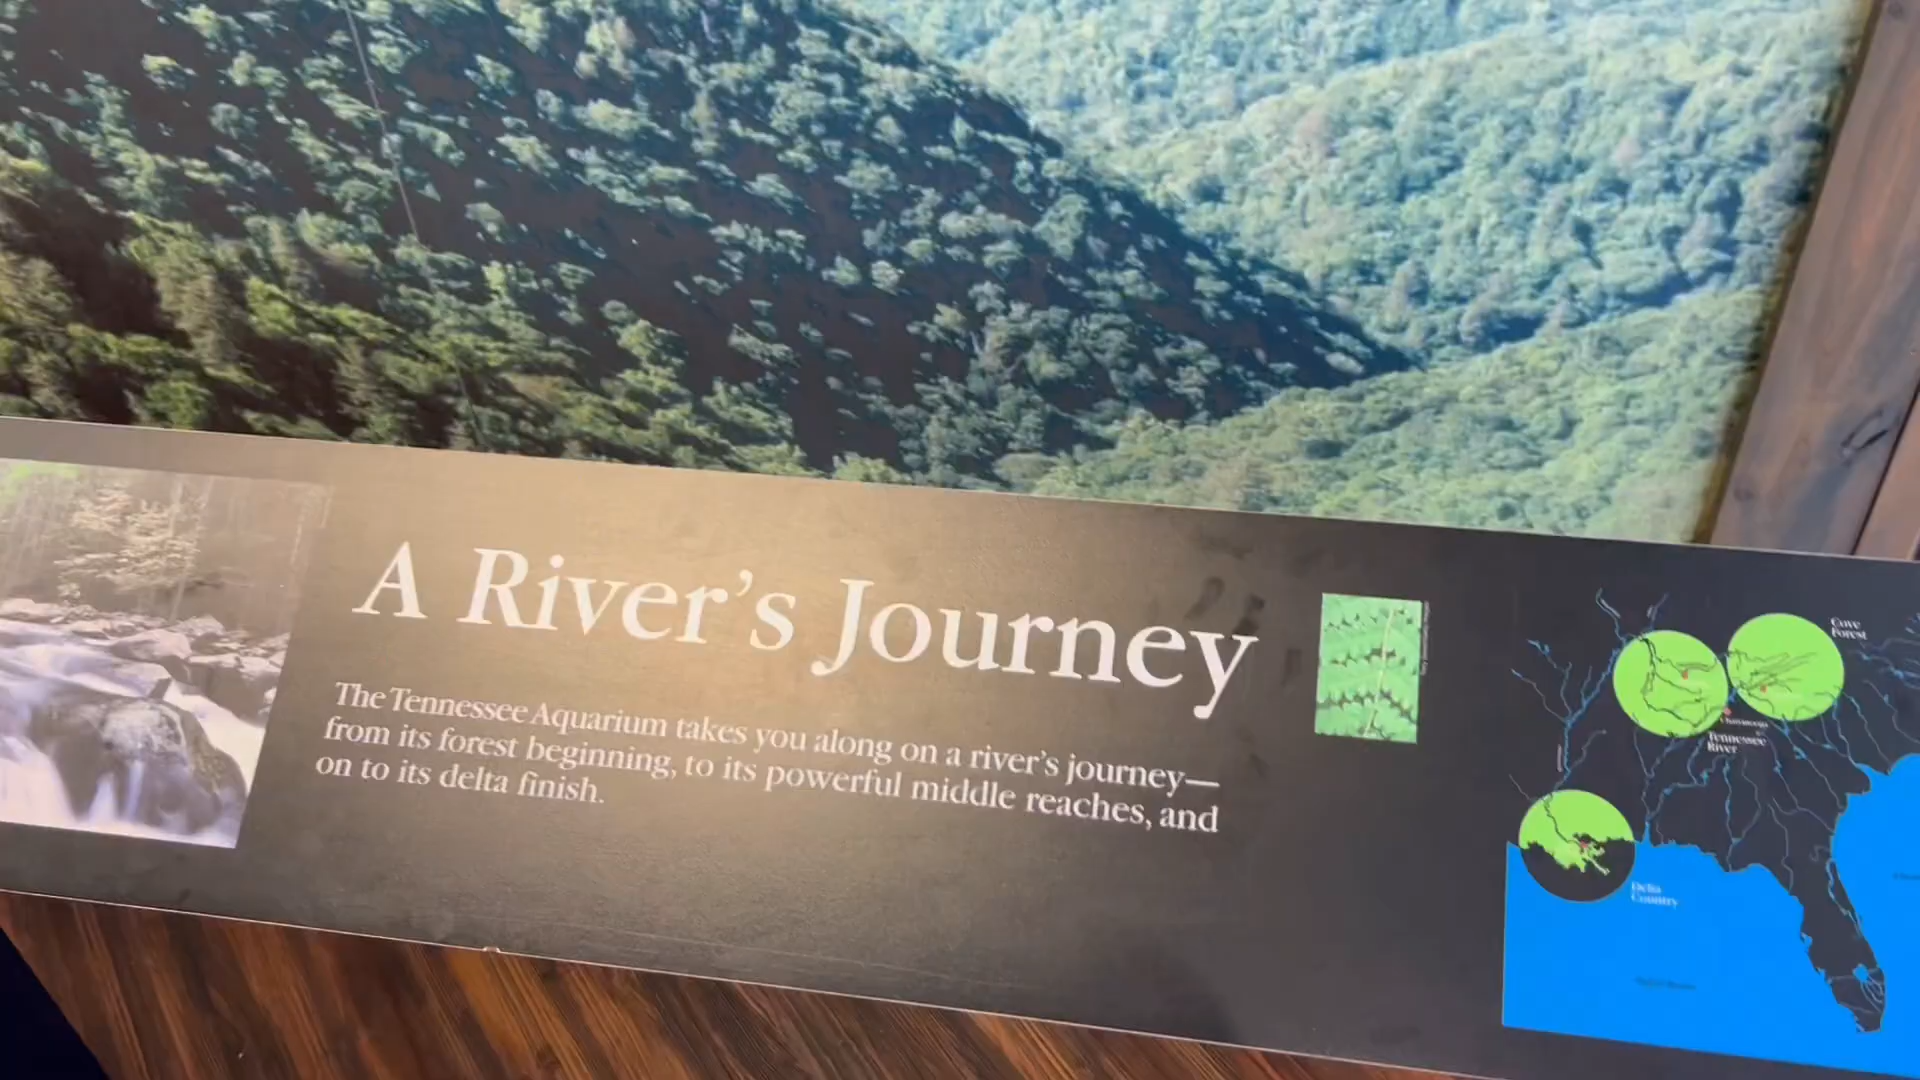 A River's Journey
The Tennessee Aquarium takes you along on a river's journey—
from its forest beginning, to its powerful middle reaches, and
on to its delta finish.
Cove
Forest
Chattanooga
Tennessee
River
Delta
Country